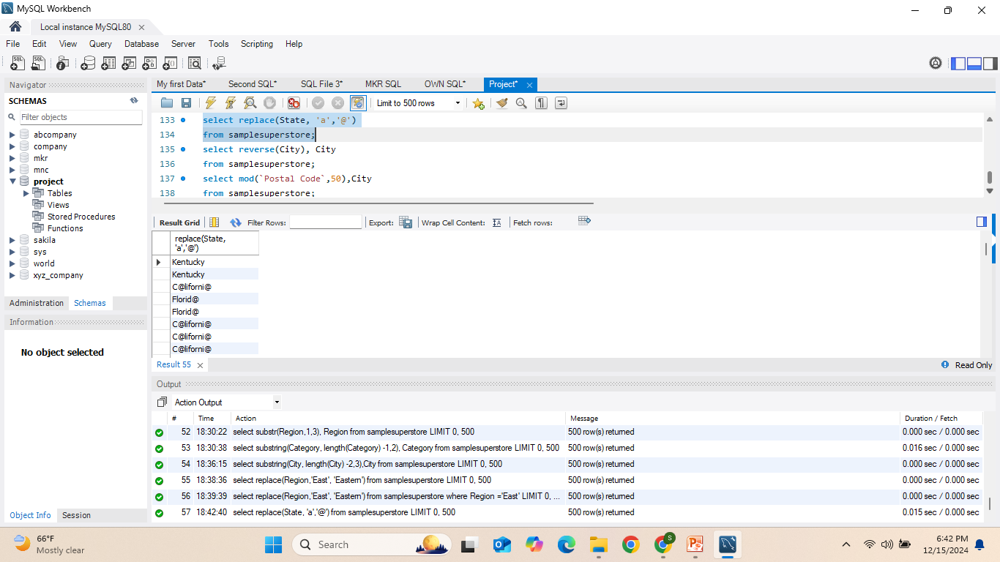 MySQL Workbench
Local instance MySQL80
File Edit View Query Database Server Tools Scripting Help
Navigator
SCHEMAS
Filter objects
abcompany
company
mkr
mnc
project
Tables
Views
Stored Procedures
Functions
sakila
sys
world
xyz_company
Administration Schemas
Information
No object selected
Object Info Session
My first Data* Second SQL* SQL File 3* MKR SQL OWN SQL* Project*
Limit to 500 rows
133 select replace(State, 'a','@')
134 from samplesuperstore;
135 select reverse(City), City
136 from samplesuperstore;
137 select mod(`Postal Code`,50),City
138 from samplesuperstore;
Result Grid Filter Rows: Export: Wrap Cell Content: Fetch rows:
replace(State,
'a','@')
Kentucky
Kentucky
C@liforni@
Florid@
Florid@
C@liforni@
C@liforni@
C@liforni@
Result 55 Read Only
Output
Action Output
# Time Action Message Duration / Fetch
52 18:30:22 select substr(Region,1,3), Region from samplesuperstore LIMIT 0, 500 500 row(s) returned 0.000 sec / 0.000 sec
53 18:30:38 select substring(Category, length(Category) -1,2), Category from samplesuperstore LIMIT 0, 500 500 row(s) returned 0.016 sec / 0.000 sec
54 18:36:15 select substring(City, length(City) -2,3),City from samplesuperstore LIMIT 0, 500 500 row(s) returned 0.000 sec / 0.000 sec
55 18:38:36 select replace(Region,'East', 'Eastern') from samplesuperstore LIMIT 0, 500 500 row(s) returned 0.000 sec / 0.000 sec
56 18:39:39 select replace(Region,'East', 'Eastern') from samplesuperstore where Region ='East' LIMIT 0, ... 500 row(s) returned 0.000 sec / 0.000 sec
57 18:42:40 select replace(State, 'a','@') from samplesuperstore LIMIT 0, 500 500 row(s) returned 0.015 sec / 0.000 sec
66°F
Mostly clear
Search
S
6:42 PM
12/15/2024